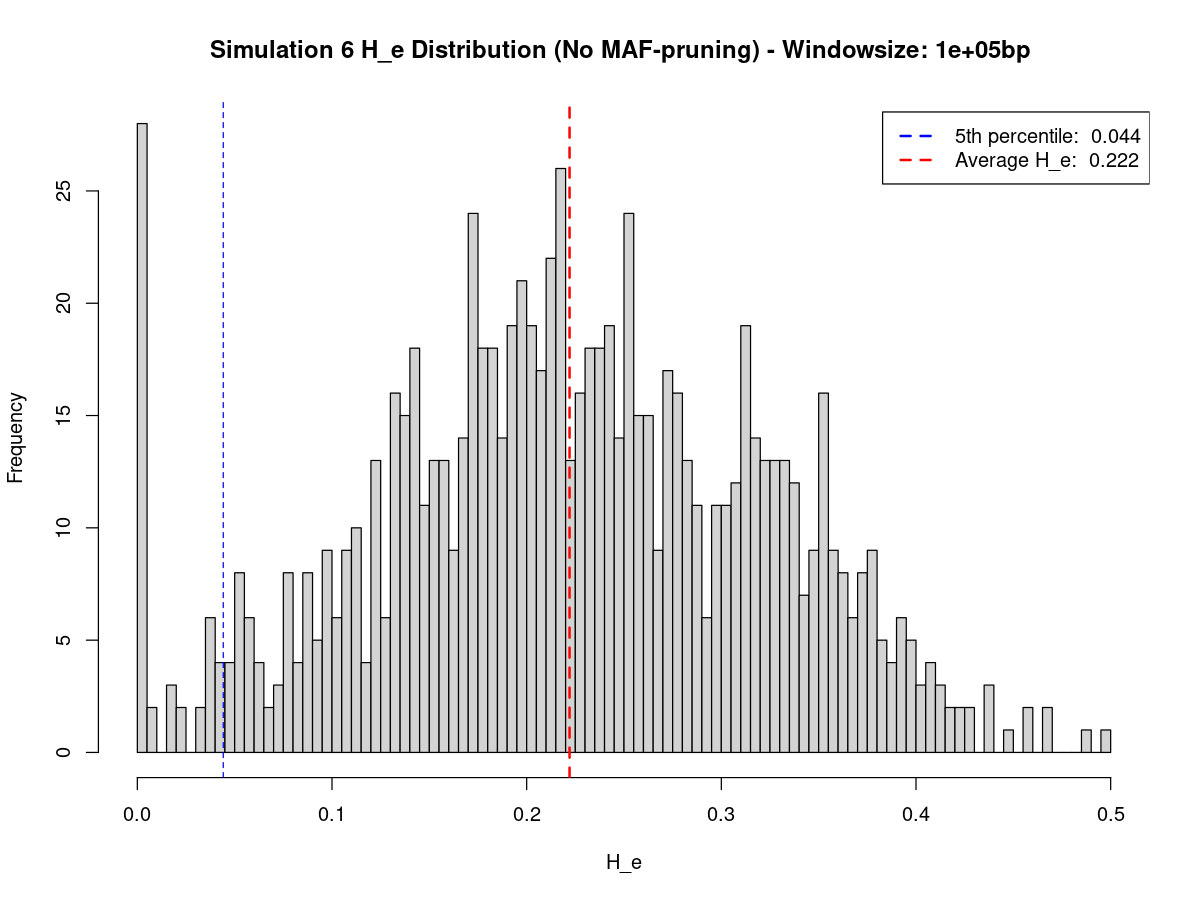 Simulation 6 H_e Distribution (No MAF-pruning) - Windowsize: 1e+05bp
5th percentile:  0.044
Average H_e:  0.222
Frequency
25
20
15
10
5
0
0.0 0.1 0.2 0.3 0.4 0.5
H_e